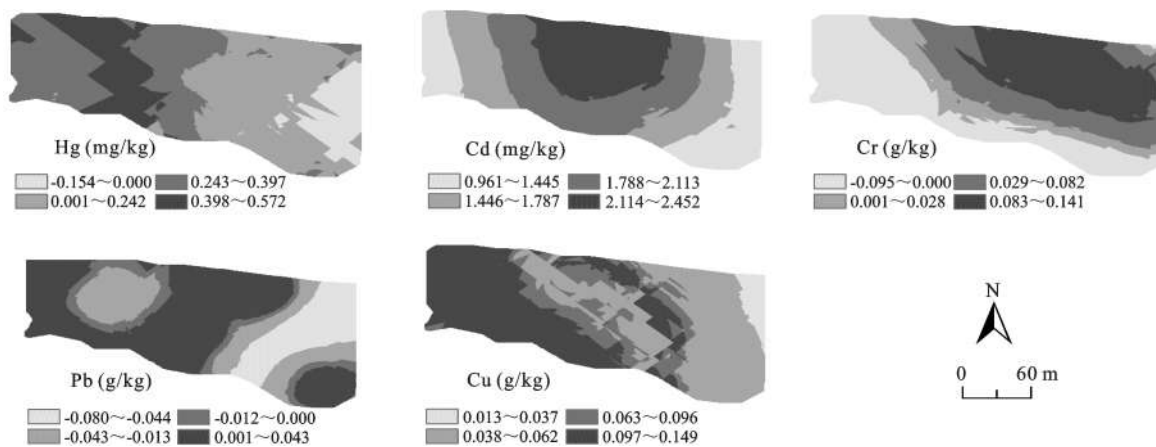 Hg (mg/kg)
-0.154～0.000 0.243～0.397
0.001～0.242 0.398～0.572
Cd (mg/kg)
0.961～1.445 1.788～2.113
1.446～1.787 2.114～2.452
Cr (g/kg)
-0.095～0.000 0.029～0.082
0.001～0.028 0.083～0.141
Pb (g/kg)
-0.080～-0.044 -0.012～0.000
-0.043～-0.013 0.001～0.043
Cu (g/kg)
0.013～0.037 0.063～0.096
0.038～0.062 0.097～0.149
N
0 60 m